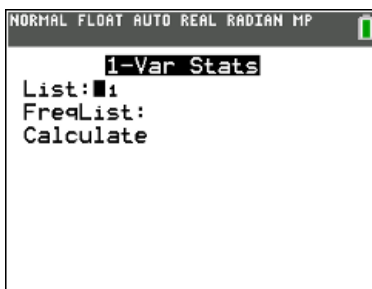 NORMAL FLOAT AUTO REAL RADIAN MP
1-Var Stats
List:█1
FreqList:
Calculate